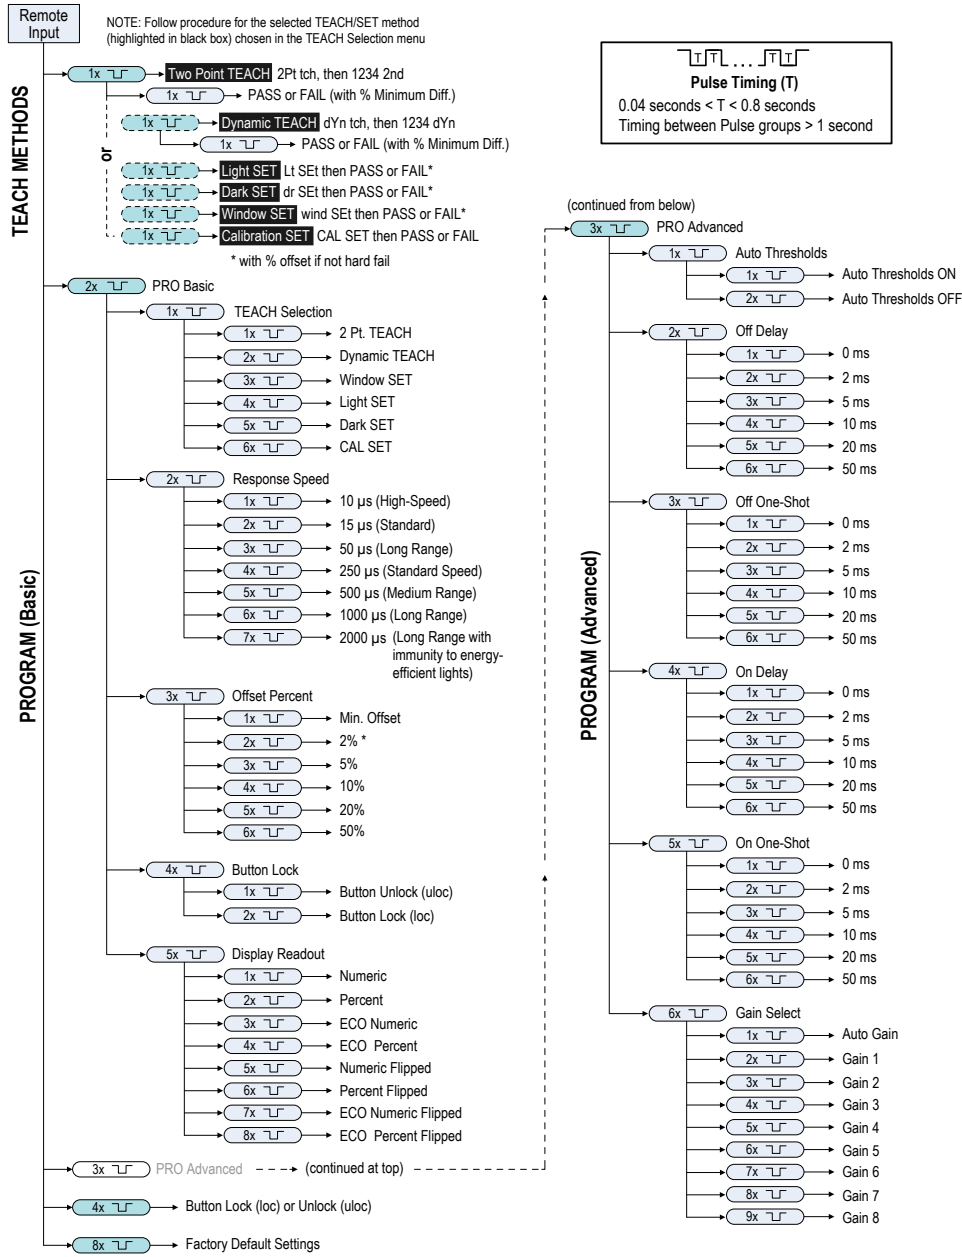 Remote
Input
NOTE: Follow procedure for the selected TEACH/SET method
(highlighted in black box) chosen in the TEACH Selection menu
TEACH METHODS
1x Two Point TEACH 2Pt tch, then 1234 2nd
1x PASS or FAIL (with % Minimum Diff.)
or
1x Dynamic TEACH dYn tch, then 1234 dYn
1x PASS or FAIL (with % Minimum Diff.)
1x Light SET Lt SEt then PASS or FAIL*
1x Dark SET dr SEt then PASS or FAIL*
1x Window SET wind SEt then PASS or FAIL*
1x Calibration SET CAL SET then PASS or FAIL
* with % offset if not hard fail
PROGRAM (Basic)
2x PRO Basic
1x TEACH Selection
1x 2 Pt. TEACH
2x Dynamic TEACH
3x Window SET
4x Light SET
5x Dark SET
6x CAL SET
2x Response Speed
1x 10 µs (High-Speed)
2x 15 µs (Standard)
3x 50 µs (Long Range)
4x 250 µs (Standard Speed)
5x 500 µs (Medium Range)
6x 1000 µs (Long Range)
7x 2000 µs (Long Range with
immunity to energy-
efficient lights)
3x Offset Percent
1x Min. Offset
2x 2% *
3x 5%
4x 10%
5x 20%
6x 50%
4x Button Lock
1x Button Unlock (uloc)
2x Button Lock (loc)
5x Display Readout
1x Numeric
2x Percent
3x ECO Numeric
4x ECO Percent
5x Numeric Flipped
6x Percent Flipped
7x ECO Numeric Flipped
8x ECO Percent Flipped
3x PRO Advanced (continued at top)
4x Button Lock (loc) or Unlock (uloc)
8x Factory Default Settings
T T ... T T
Pulse Timing (T)
0.04 seconds < T < 0.8 seconds
Timing between Pulse groups > 1 second
(continued from below)
PROGRAM (Advanced)
3x PRO Advanced
1x Auto Thresholds
1x Auto Thresholds ON
2x Auto Thresholds OFF
2x Off Delay
1x 0 ms
2x 2 ms
3x 5 ms
4x 10 ms
5x 20 ms
6x 50 ms
3x Off One-Shot
1x 0 ms
2x 2 ms
3x 5 ms
4x 10 ms
5x 20 ms
6x 50 ms
4x On Delay
1x 0 ms
2x 2 ms
3x 5 ms
4x 10 ms
5x 20 ms
6x 50 ms
5x On One-Shot
1x 0 ms
2x 2 ms
3x 5 ms
4x 10 ms
5x 20 ms
6x 50 ms
6x Gain Select
1x Auto Gain
2x Gain 1
3x Gain 2
4x Gain 3
5x Gain 4
6x Gain 5
7x Gain 6
8x Gain 7
9x Gain 8